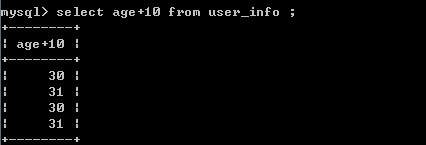 mysql> select age+10 from user_info ;
+--------+
| age+10 |
+--------+
|     30 |
|     31 |
|     30 |
|     31 |
+--------+